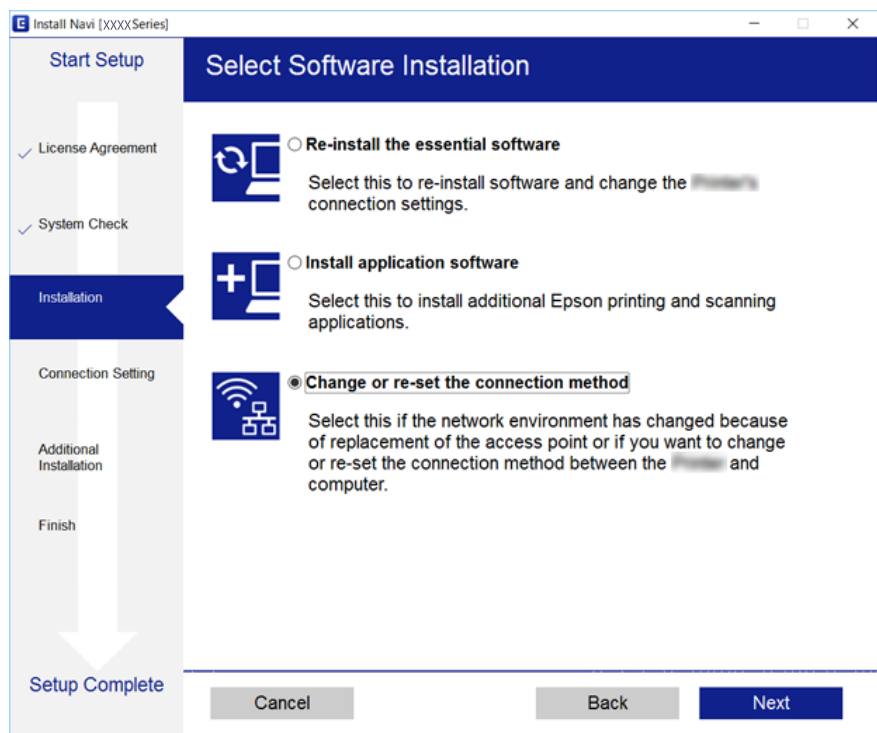 E Install Navi [XXXX Series]
Start Setup
Select Software Installation
License Agreement
System Check
Installation
Connection Setting
Additional
Installation
Finish
Setup Complete
Re-install the essential software
Select this to re-install software and change the
connection settings.
Install application software
Select this to install additional Epson printing and scanning
applications.
Change or re-set the connection method
Select this if the network environment has changed because
of replacement of the access point or if you want to change
or re-set the connection method between the and
computer.
Cancel
Back
Next